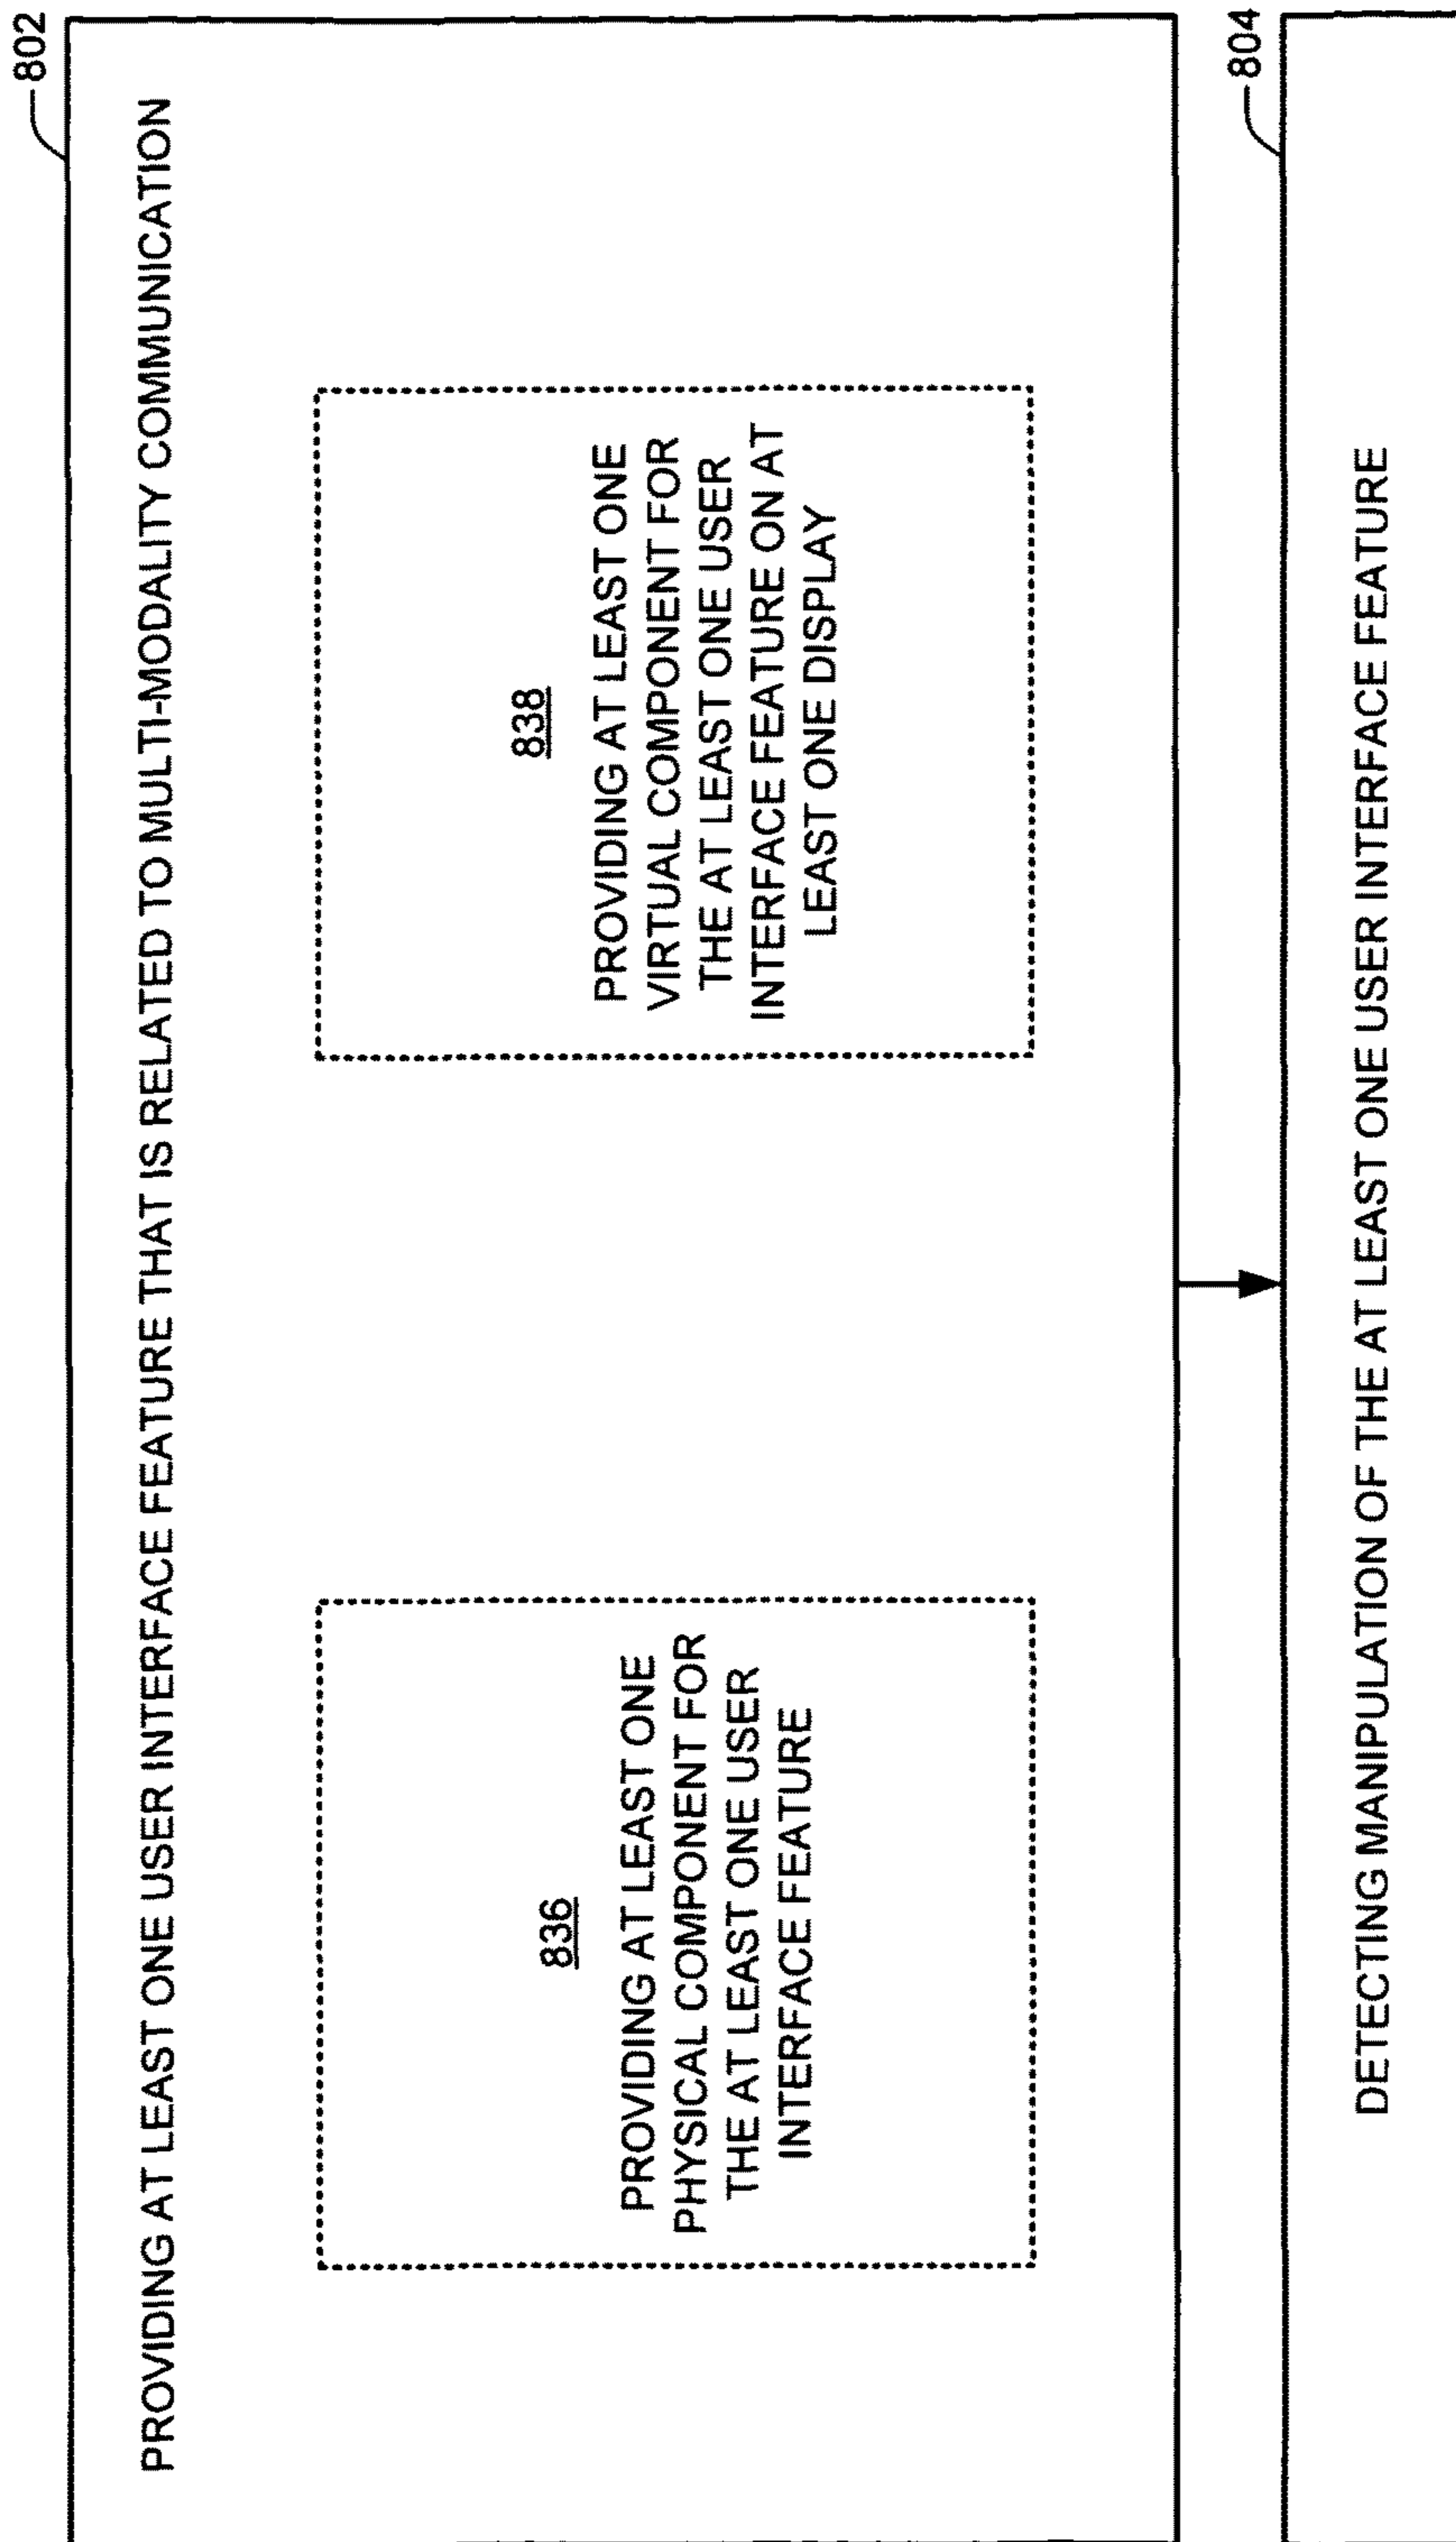 802
PROVIDING AT LEAST ONE USER INTERFACE FEATURE THAT IS RELATED TO MULTI-MODALITY COMMUNICATION
836
PROVIDING AT LEAST ONE
PHYSICAL COMPONENT FOR
THE AT LEAST ONE USER
INTERFACE FEATURE
838
PROVIDING AT LEAST ONE
VIRTUAL COMPONENT FOR
THE AT LEAST ONE USER
INTERFACE FEATURE ON AT
LEAST ONE DISPLAY
804
DETECTING MANIPULATION OF THE AT LEAST ONE USER INTERFACE FEATURE